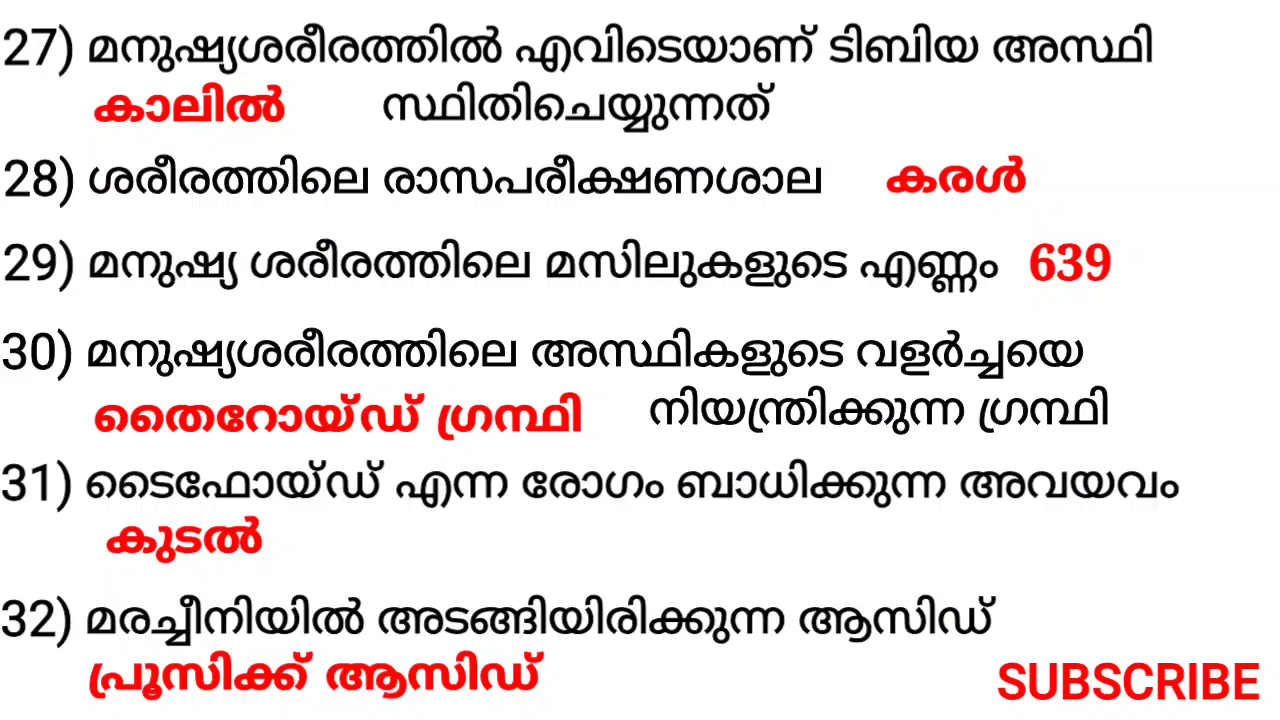 27) മനുഷ്യശരീരത്തിൽ എവിടെയാണ് ടിബിയ അസ്ഥി
കാലിൽ സ്ഥിതിചെയ്യുന്നത്
28) ശരീരത്തിലെ രാസപരീക്ഷണശാല കരൾ
29) മനുഷ്യ ശരീരത്തിലെ മസിലുകളുടെ എണ്ണം 639
30) മനുഷ്യശരീരത്തിലെ അസ്ഥികളുടെ വളർച്ചയെ
തൈറോയ്ഡ് ഗ്രന്ഥി നിയന്ത്രിക്കുന്ന ഗ്രന്ഥി
31) ടൈഫോയ്ഡ് എന്ന രോഗം ബാധിക്കുന്ന അവയവം
കുടൽ
32) മരച്ചീനിയിൽ അടങ്ങിയിരിക്കുന്ന ആസിഡ്
പ്രൂസിക്ക് ആസിഡ് SUBSCRIBE